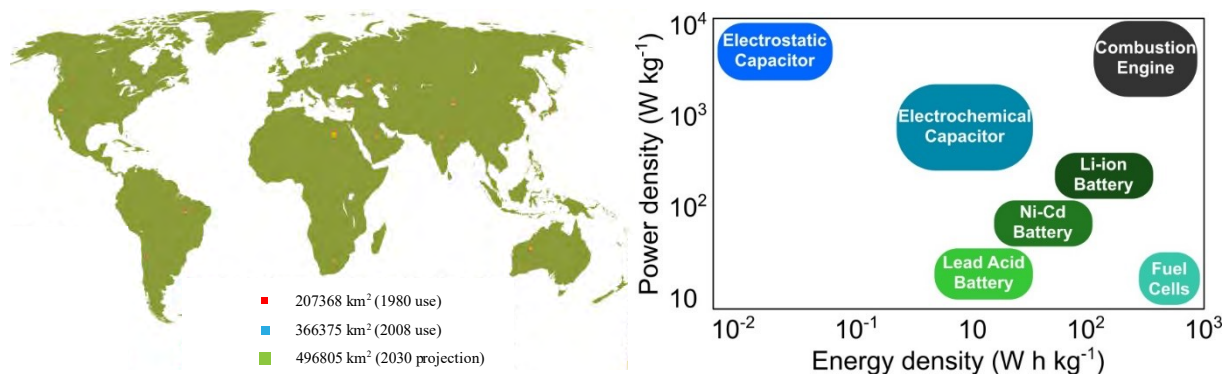 207368 km² (1980 use)
366375 km² (2008 use)
496805 km² (2030 projection)
Power density (W kg⁻¹)
10⁴
10³
10²
10
Electrostatic
Capacitor
Combustion
Engine
Electrochemical
Capacitor
Li-ion
Battery
Ni-Cd
Battery
Lead Acid
Battery
Fuel
Cells
10⁻² 10⁻¹ 10 10² 10³
Energy density (W h kg⁻¹)